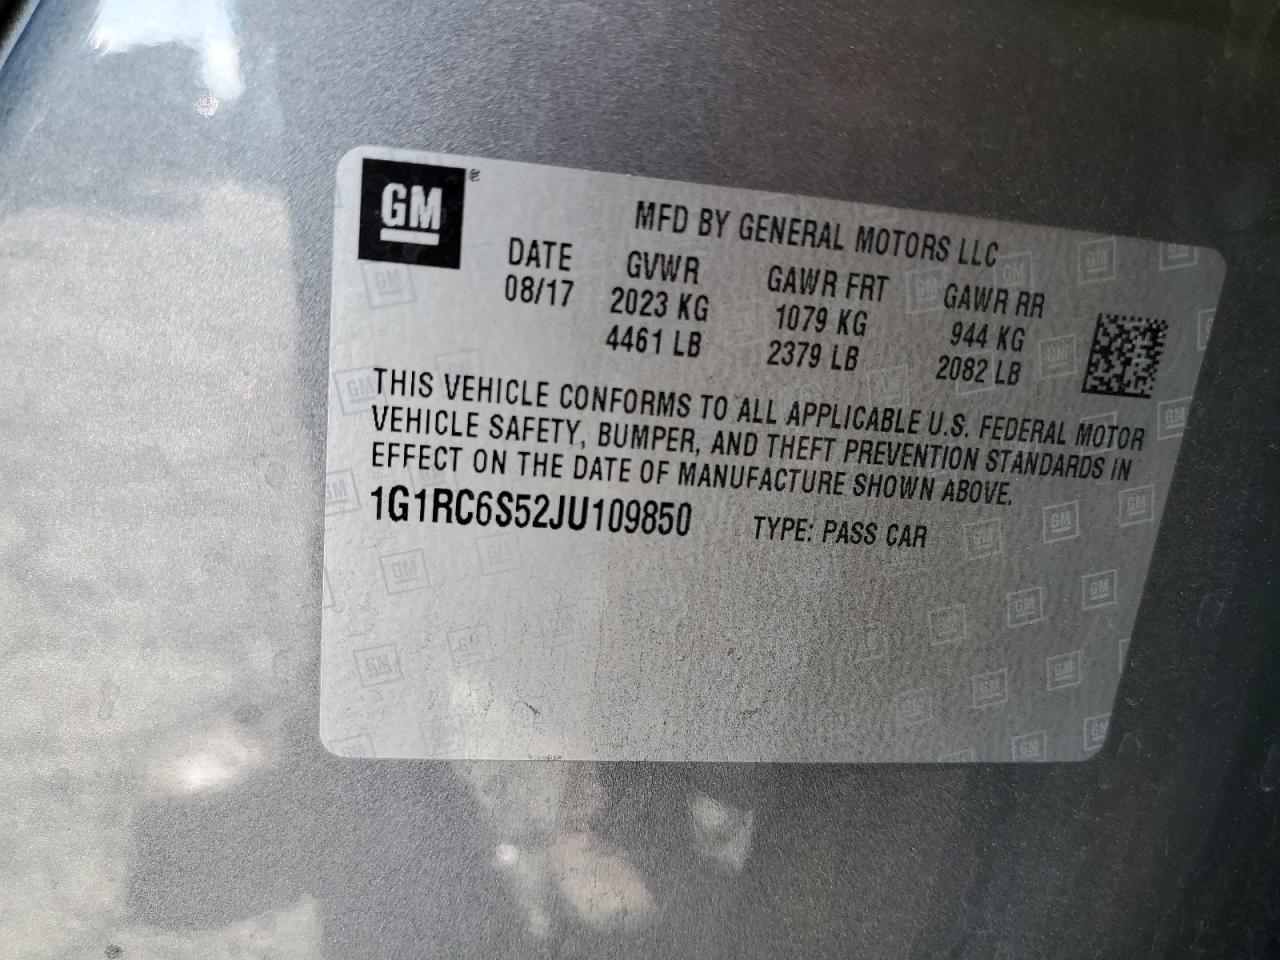 GM®
MFD BY GENERAL MOTORS LLC
DATE GVWR GAWR FRT GAWR RR
08/17 2023 KG 1079 KG 944 KG
4461 LB 2379 LB 2082 LB
THIS VEHICLE CONFORMS TO ALL APPLICABLE U.S. FEDERAL MOTOR
VEHICLE SAFETY, BUMPER, AND THEFT PREVENTION STANDARDS IN
EFFECT ON THE DATE OF MANUFACTURE SHOWN ABOVE.
1G1RC6S52JU109850 TYPE: PASS CAR